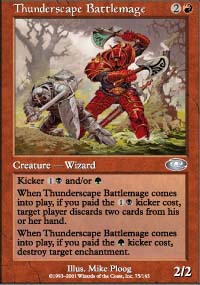 Thunderscape Battlemage 2
Creature — Wizard
Kicker 1 and/or
When Thunderscape Battlemage comes
into play, if you paid the 1 kicker cost,
target player discards two cards from
his or her hand.
When Thunderscape Battlemage comes
into play, if you paid the kicker cost,
destroy target enchantment.
Illus. Mike Ploog
©1993-2001 Wizards of the Coast, Inc. 75/143
2/2